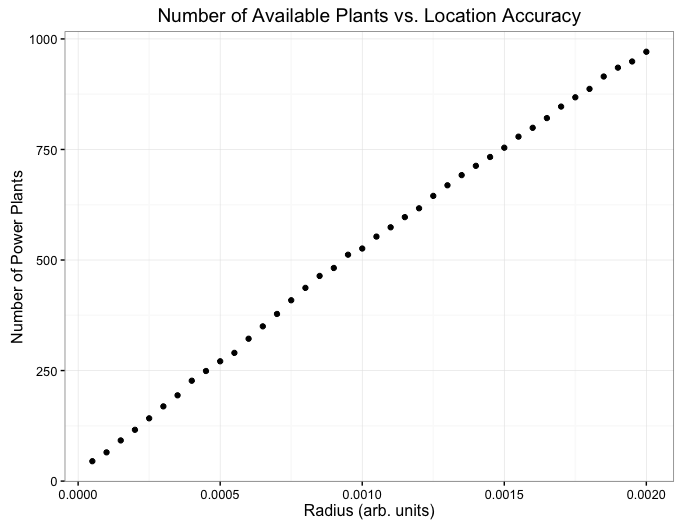 Number of Available Plants vs. Location Accuracy
1000
750
500
250
0
Number of Power Plants
0.0000 0.0005 0.0010 0.0015 0.0020
Radius (arb. units)